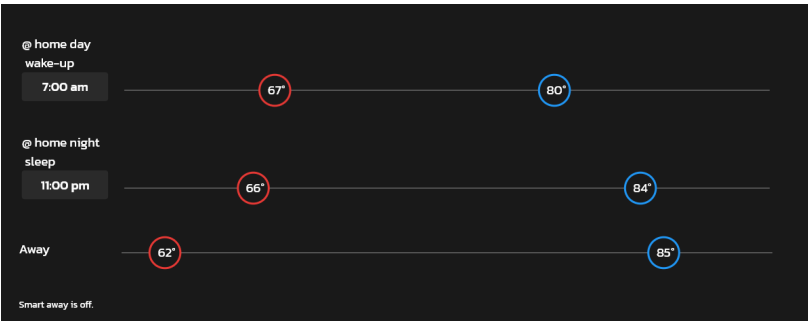 @ home day
wake-up
7:00 am
67°
80°
@ home night
sleep
11:00 pm
66°
84°
Away
62°
85°
Smart away is off.